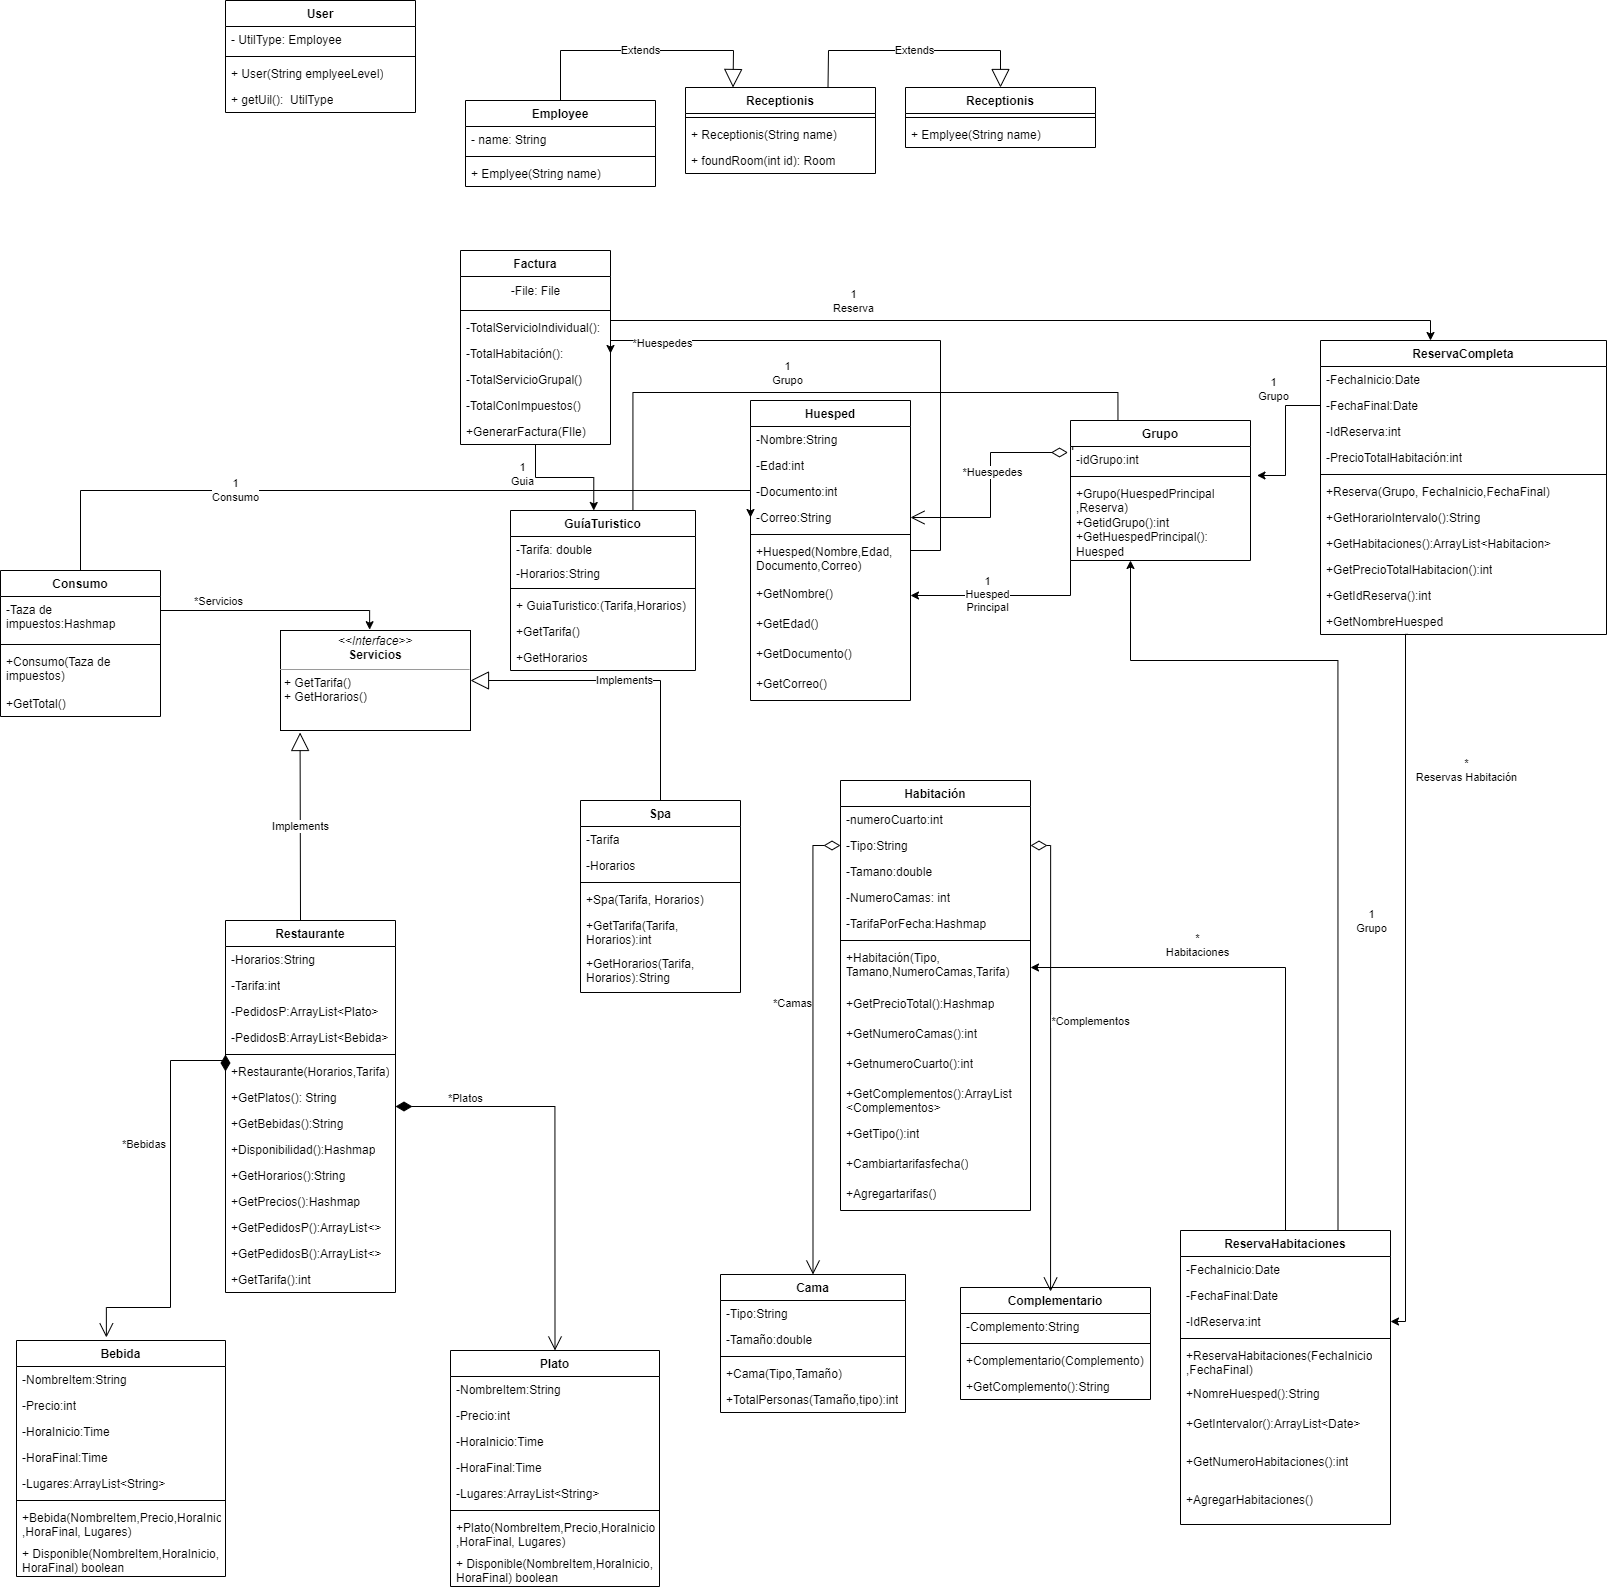 User
- UtilType: Employee
+ User(String emplyeeLevel)
+ getUil():  UtilType
Extends
Extends
Employee
- name: String
+ Emplyee(String name)
Receptionis
+ Receptionis(String name)
+ foundRoom(int id): Room
Receptionis
+ Emplyee(String name)
Factura
-File: File
-TotalServicioIndividual():
-TotalHabitación():
-TotalServicioGrupal()
-TotalConImpuestos()
+GenerarFactura(FIle)
1
Reserva
*Huespedes
1
Grupo
1
Guia
1
Consumo
Huesped
-Nombre:String
-Edad:int
-Documento:int
-Correo:String
+Huesped(Nombre,Edad,
Documento,Correo)
+GetNombre()
+GetEdad()
+GetDocumento()
+GetCorreo()
*Huespedes
1
Huesped
Principal
Grupo
-idGrupo:int
+Grupo(HuespedPrincipal
,Reserva)
+GetidGrupo():int
+GetHuespedPrincipal():
Huesped
1
Grupo
ReservaCompleta
-FechaInicio:Date
-FechaFinal:Date
-IdReserva:int
-PrecioTotalHabitación:int
+Reserva(Grupo, FechaInicio,FechaFinal)
+GetHorarioIntervalo():String
+GetHabitaciones():ArrayList<Habitacion>
+GetPrecioTotalHabitacion():int
+GetIdReserva():int
+GetNombreHuesped
GuíaTuristico
-Tarifa: double
-Horarios:String
+ GuiaTuristico:(Tarifa,Horarios)
+GetTarifa()
+GetHorarios
Consumo
-Taza de
impuestos:Hashmap
+Consumo(Taza de
impuestos)
+GetTotal()
*Servicios
<<Interface>>
Servicios
+ GetTarifa()
+ GetHorarios()
Implements
Implements
*
Reservas Habitación
Spa
-Tarifa
-Horarios
+Spa(Tarifa, Horarios)
+GetTarifa(Tarifa,
Horarios):int
+GetHorarios(Tarifa,
Horarios):String
Habitación
-numeroCuarto:int
-Tipo:String
-Tamano:double
-NumeroCamas: int
-TarifaPorFecha:Hashmap
+Habitación(Tipo,
Tamano,NumeroCamas,Tarifa)
+GetPrecioTotal():Hashmap
+GetNumeroCamas():int
+GetnumeroCuarto():int
+GetComplementos():ArrayList
<Complementos>
+GetTipo():int
+Cambiartarifasfecha()
+Agregartarifas()
*Camas
*Complementos
*
Habitaciones
1
Grupo
Restaurante
-Horarios:String
-Tarifa:int
-PedidosP:ArrayList<Plato>
-PedidosB:ArrayList<Bebida>
+Restaurante(Horarios,Tarifa)
+GetPlatos(): String
+GetBebidas():String
+Disponibilidad():Hashmap
+GetHorarios():String
+GetPrecios():Hashmap
+GetPedidosP():ArrayList<>
+GetPedidosB():ArrayList<>
+GetTarifa():int
*Platos
*Bebidas
Bebida
-NombreItem:String
-Precio:int
-HoraInicio:Time
-HoraFinal:Time
-Lugares:ArrayList<String>
+Bebida(NombreItem,Precio,HoraInic
,HoraFinal, Lugares)
+ Disponible(NombreItem,HoraInicio,
HoraFinal) boolean
Plato
-NombreItem:String
-Precio:int
-HoraInicio:Time
-HoraFinal:Time
-Lugares:ArrayList<String>
+Plato(NombreItem,Precio,HoraInicio
,HoraFinal, Lugares)
+ Disponible(NombreItem,HoraInicio,
HoraFinal) boolean
Cama
-Tipo:String
-Tamaño:double
+Cama(Tipo,Tamaño)
+TotalPersonas(Tamaño,tipo):int
Complementario
-Complemento:String
+Complementario(Complemento)
+GetComplemento():String
ReservaHabitaciones
-FechaInicio:Date
-FechaFinal:Date
-IdReserva:int
+ReservaHabitaciones(FechaInicio
,FechaFinal)
+NomreHuesped():String
+GetIntervalor():ArrayList<Date>
+GetNumeroHabitaciones():int
+AgregarHabitaciones()